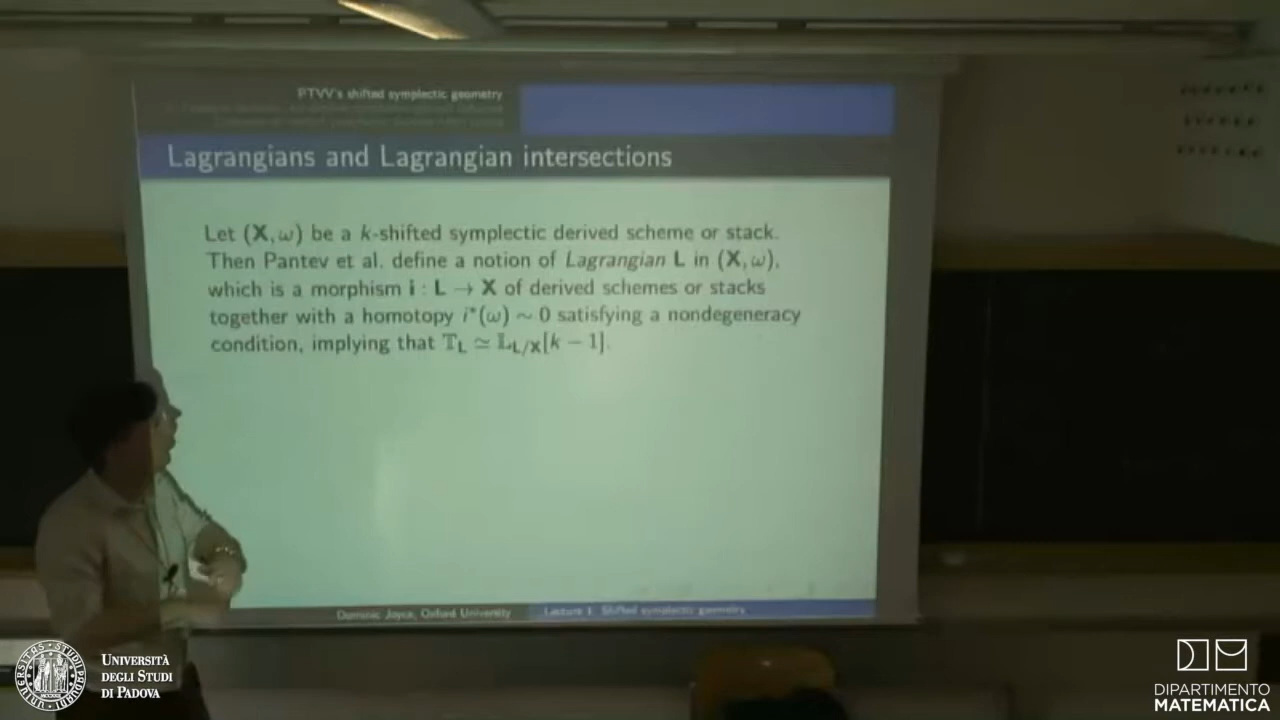 PTVV's shifted symplectic geometry
Lagrangians and Lagrangian intersections
Let (X, ω) be a k-shifted symplectic derived scheme or stack.
Then Pantev et al. define a notion of Lagrangian L in (X, ω),
which is a morphism i : L → X of derived schemes or stacks
together with a homotopy i*(ω) ∼ 0 satisfying a nondegeneracy
condition, implying that 𝕋_L ≃ 𝕃_L/X[k − 1].
Dominic Joyce, Oxford University
Lecture 1: Shifted symplectic geometry
UNIVERSITÀ
DEGLI STUDI
DI PADOVA
DIPARTIMENTO
MATEMATICA